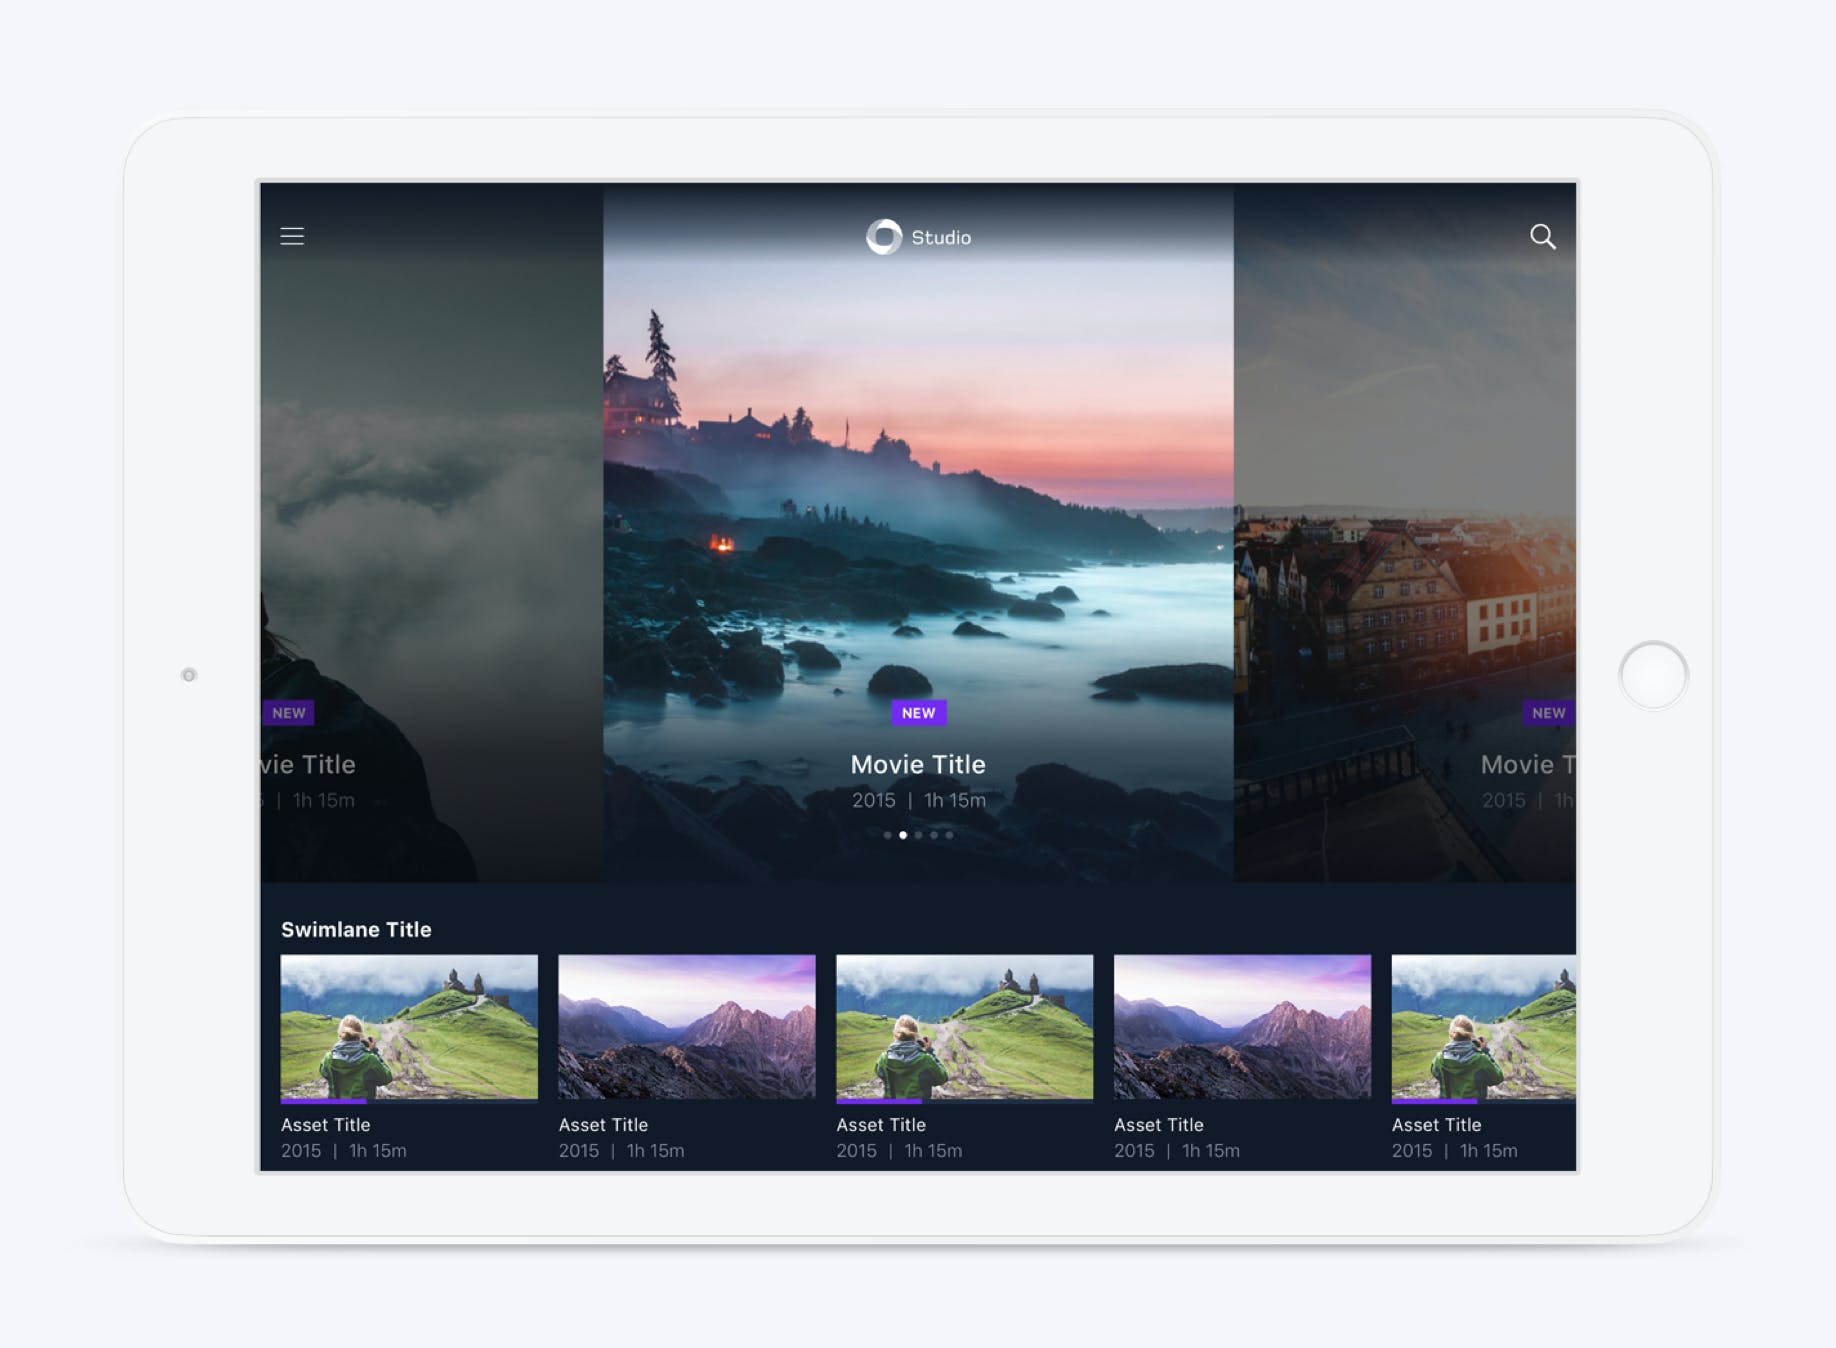 Studio
NEW
vie Title
5 | 1h 15m
NEW
Movie Title
2015 | 1h 15m
NEW
Movie T
2015 | 1h
Swimlane Title
Asset Title
2015 | 1h 15m
Asset Title
2015 | 1h 15m
Asset Title
2015 | 1h 15m
Asset Title
2015 | 1h 15m
Asset Title
2015 | 1h 15m